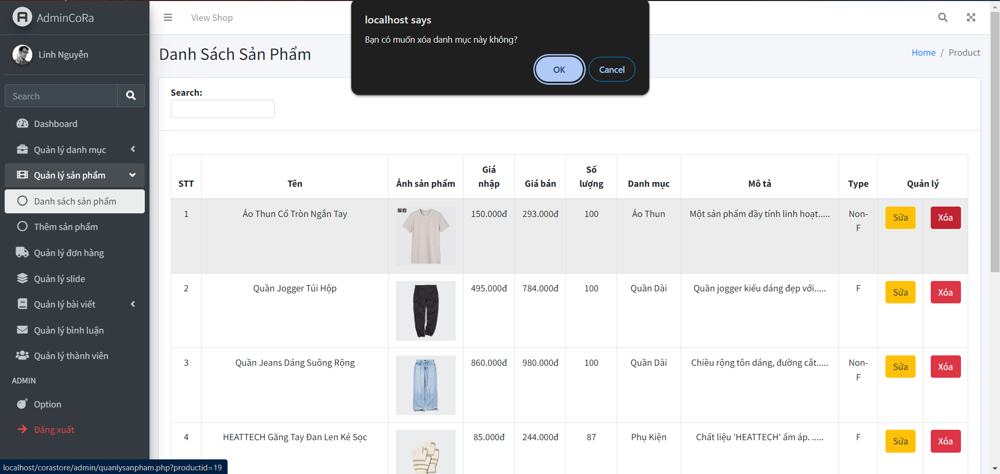 AdminCoRa
Linh Nguyễn
Search
Dashboard
Quản lý danh mục
Quản lý sản phẩm
Danh sách sản phẩm
Thêm sản phẩm
Quản lý đơn hàng
Quản lý slide
Quản lý bài viết
Quản lý bình luận
Quản lý thành viên
ADMIN
Option
Đăng xuất
View Shop
localhost says
Bạn có muốn xóa danh mục này không?
OK Cancel
Danh Sách Sản Phẩm
Home / Product
Search:
STT Tên Ảnh sản phẩm Giá nhập Giá bán Số lượng Danh mục Mô tả Type Quản lý
1 Áo Thun Cổ Tròn Ngắn Tay 150.000đ 293.000đ 100 Áo Thun Một sản phẩm đầy tính linh hoạt..... Non-F Sửa Xóa
2 Quần Jogger Túi Hộp 495.000đ 784.000đ 100 Quần Dài Quần jogger kiểu dáng đẹp với..... F Sửa Xóa
3 Quần Jeans Dáng Suông Rộng 860.000đ 980.000đ 100 Quần Dài Chiều rộng tôn dáng, đường cắt..... Non-F Sửa Xóa
4 HEATTECH Găng Tay Đan Len Kẻ Sọc 85.000đ 244.000đ 87 Phụ Kiện Chất liệu 'HEATTECH' ấm áp. ..... F Sửa Xóa
localhost/corastore/admin/quanlysanpham.php?productid=19